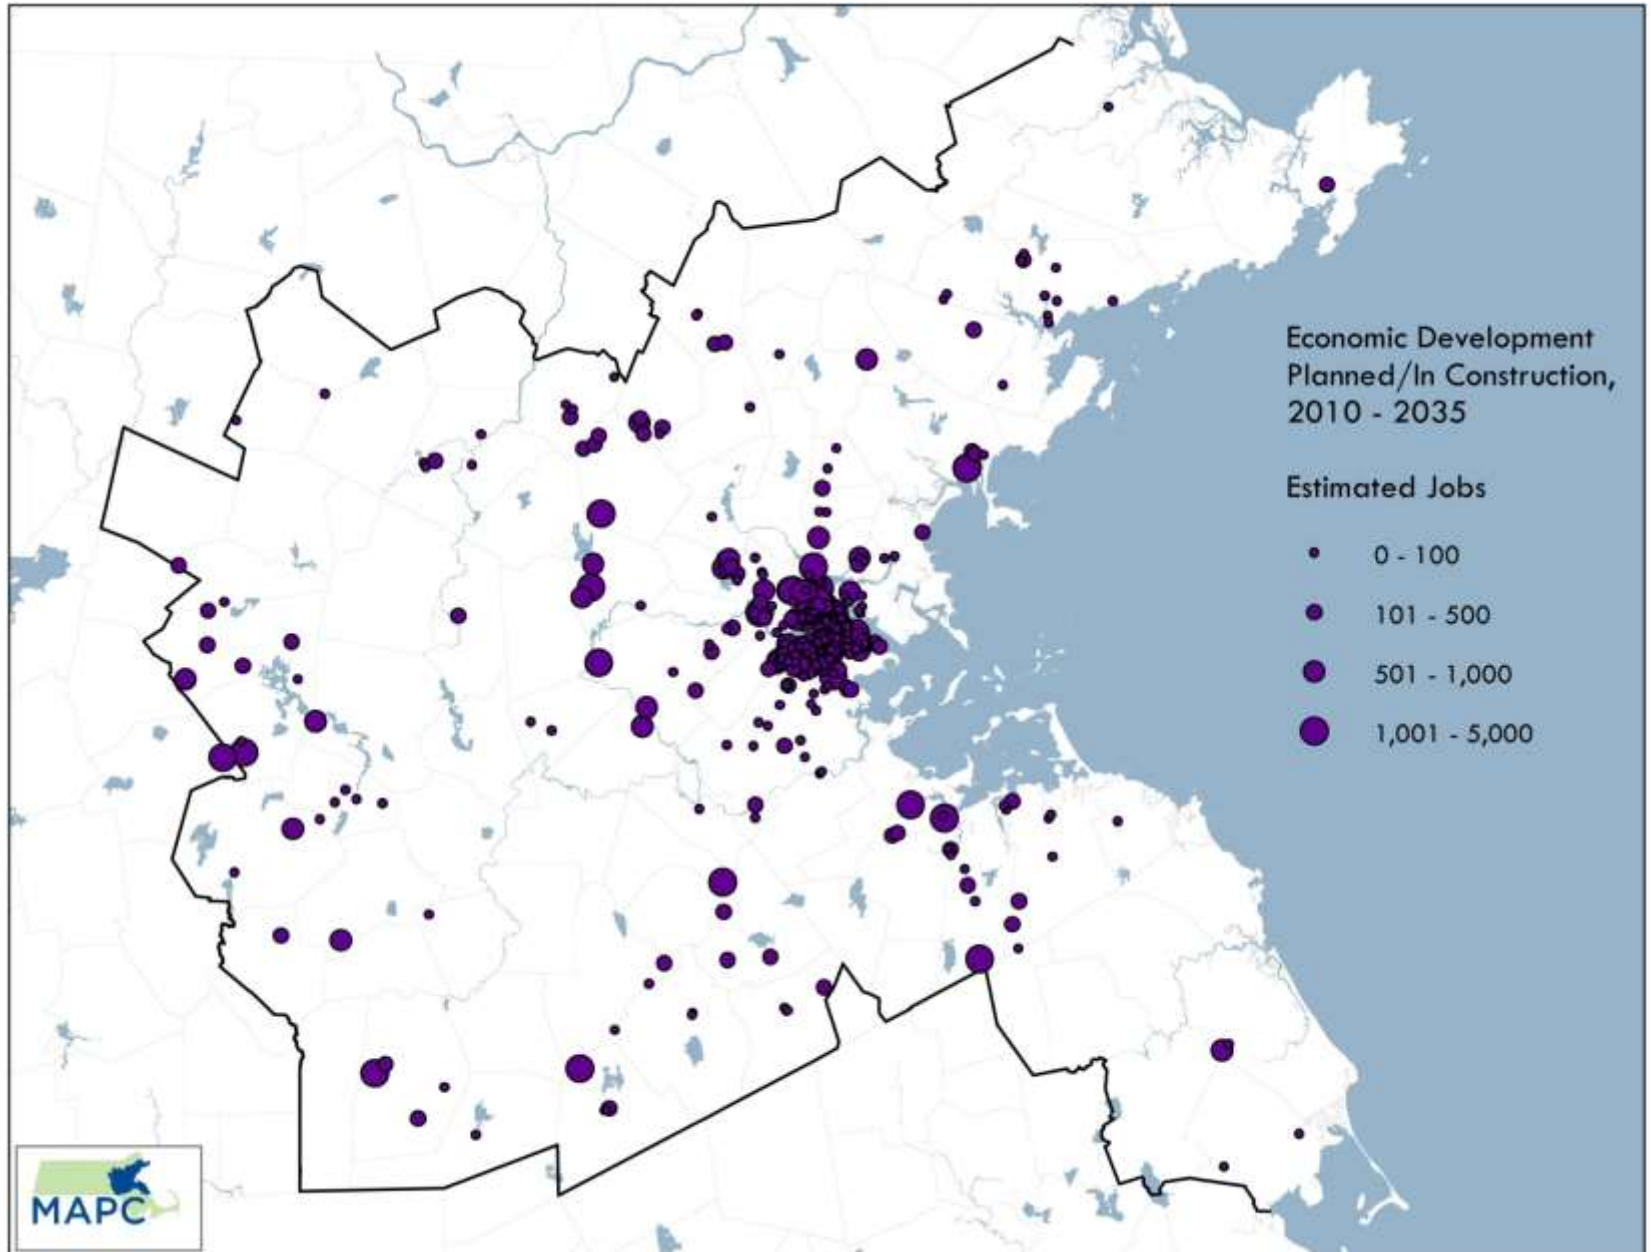 Economic Development
Planned/In Construction,
2010 - 2035
Estimated Jobs
0 - 100
101 - 500
501 - 1,000
1,001 - 5,000
MAPC